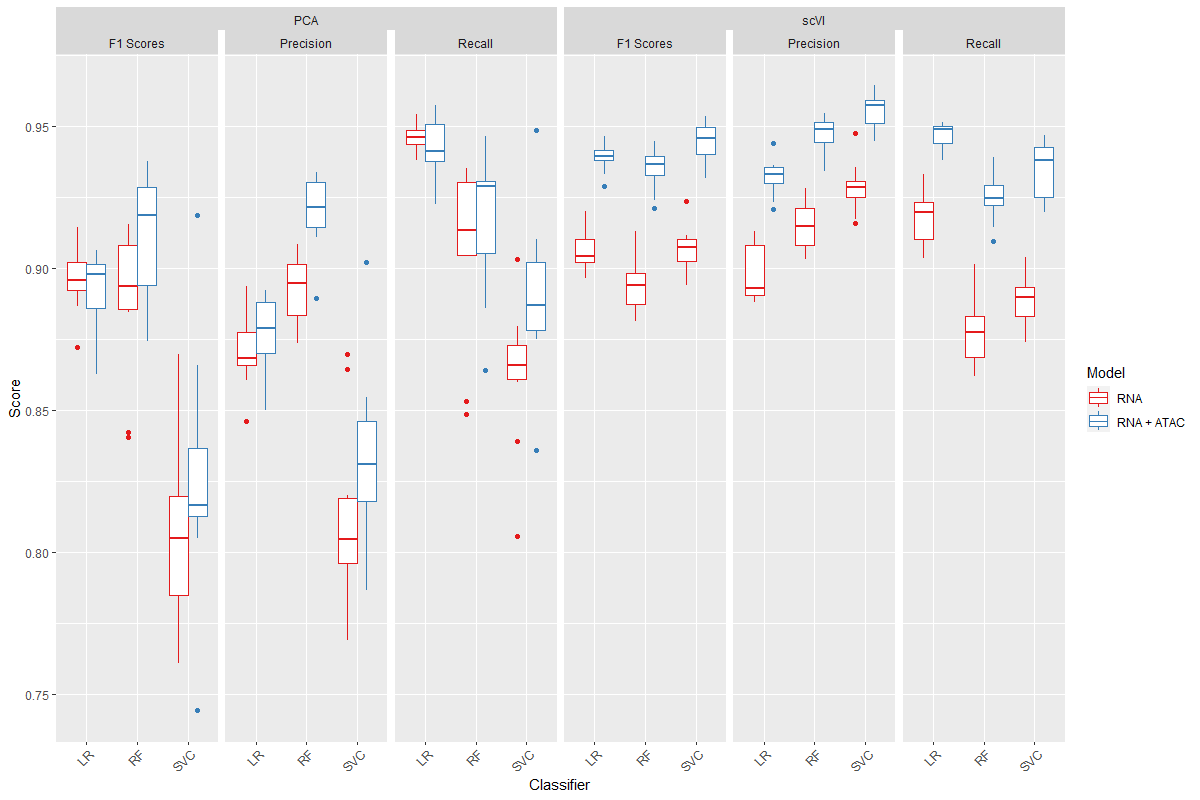 PCA scVI
F1 Scores Precision Recall F1 Scores Precision Recall
0.95
0.90
0.85
0.80
0.75
Score
LR RF SVC LR RF SVC LR RF SVC LR RF SVC LR RF SVC LR RF SVC
Classifier
Model
RNA
RNA + ATAC